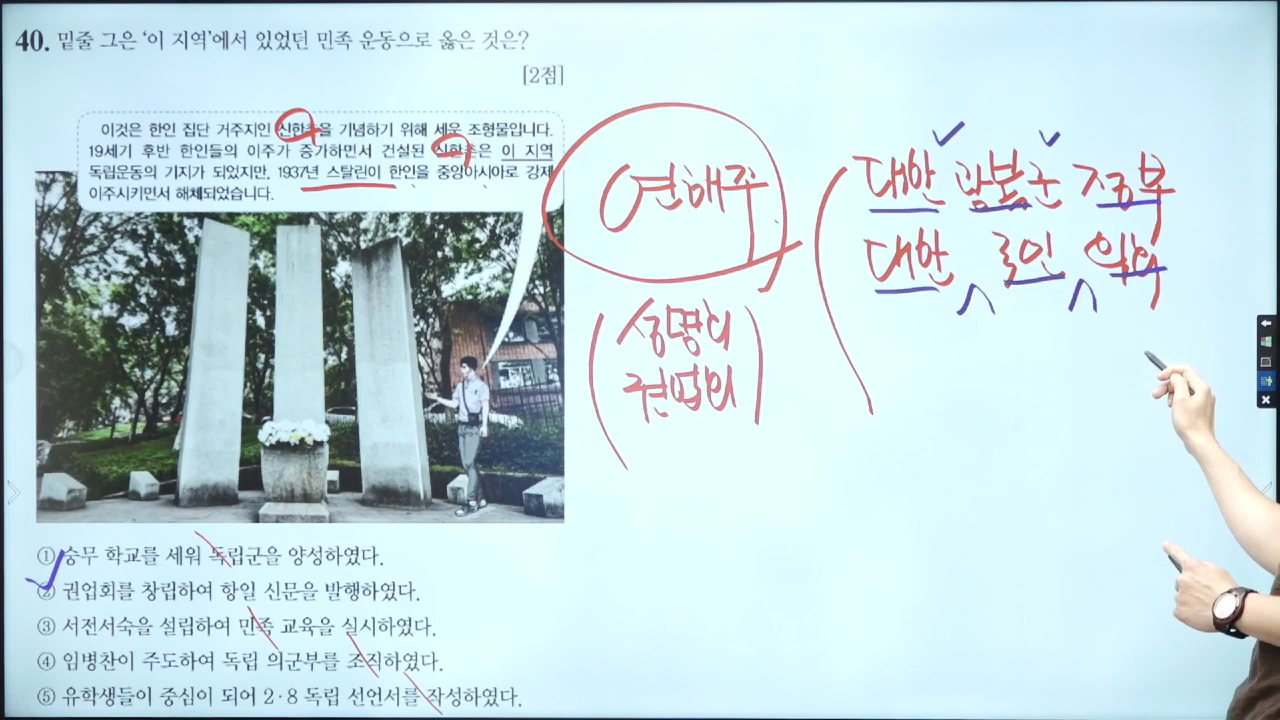 40. 밑줄 그은 '이 지역'에서 있었던 민족 운동으로 옳은 것은?
[2점]
이것은 한인 집단 거주지인 신한촌을 기념하기 위해 세운 조형물입니다.
19세기 후반 한인들의 이주가 증가하면서 건설된 신한촌은 이 지역
독립운동의 기지가 되었지만, 1937년 스탈린이 한인을 중앙아시아로 강제
이주시키면서 해체되었습니다.
① 숭무 학교를 세워 독립군을 양성하였다.
② 권업회를 창립하여 항일 신문을 발행하였다.
③ 서전서숙을 설립하여 민족 교육을 실시하였다.
④ 임병찬이 주도하여 독립 의군부를 조직하였다.
⑤ 유학생들이 중심이 되어 2·8 독립 선언서를 작성하였다.
연해주
성명회
권업회
대한 광복군 정부
대한 국민 의회